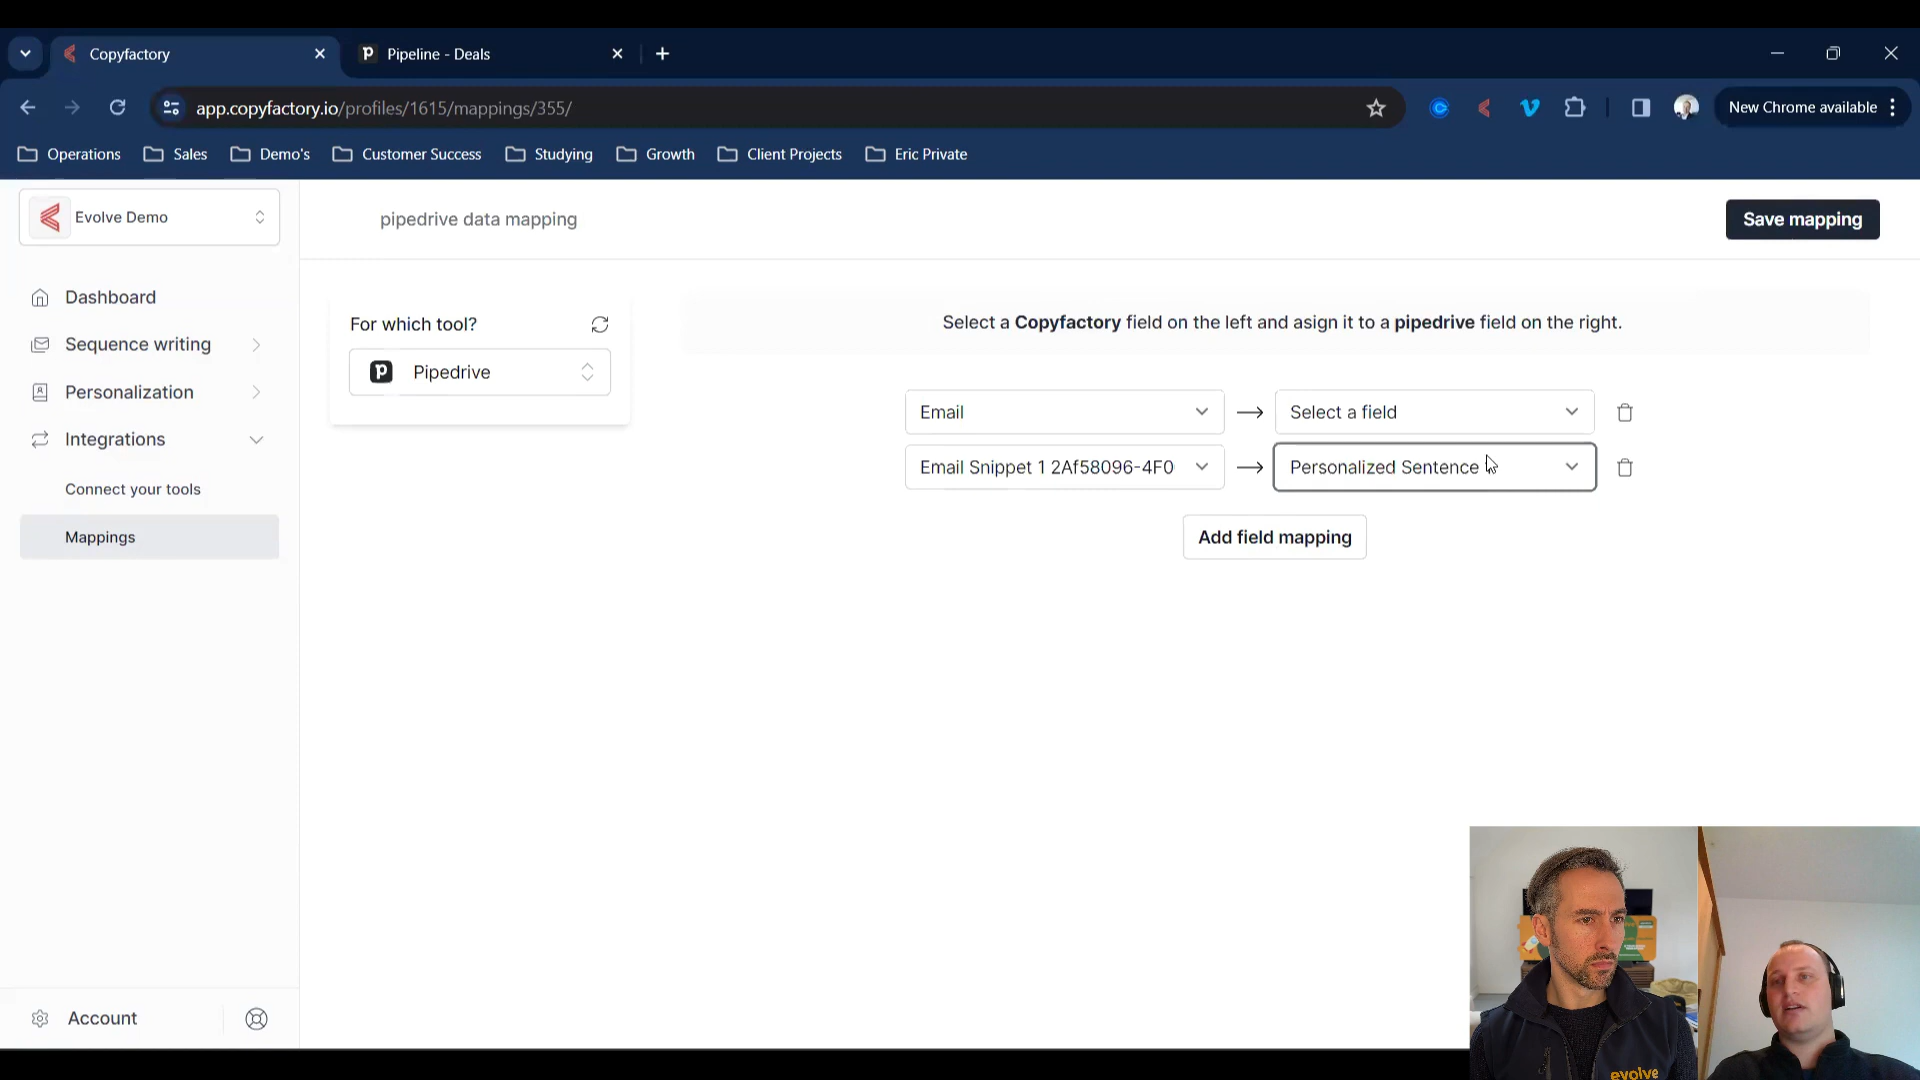 Copyfactory
Pipeline - Deals
app.copyfactory.io/profiles/1615/mappings/355/
New Chrome available
Operations
Sales
Demo's
Customer Success
Studying
Growth
Client Projects
Eric Private
Evolve Demo
pipedrive data mapping
Save mapping
Dashboard
Sequence writing
Personalization
Integrations
Connect your tools
Mappings
For which tool?
Pipedrive
Select a Copyfactory field on the left and asign it to a pipedrive field on the right.
Email
Select a field
Email Snippet 1 2Af58096-4F0
Personalized Sentence
Add field mapping
Account
evolve